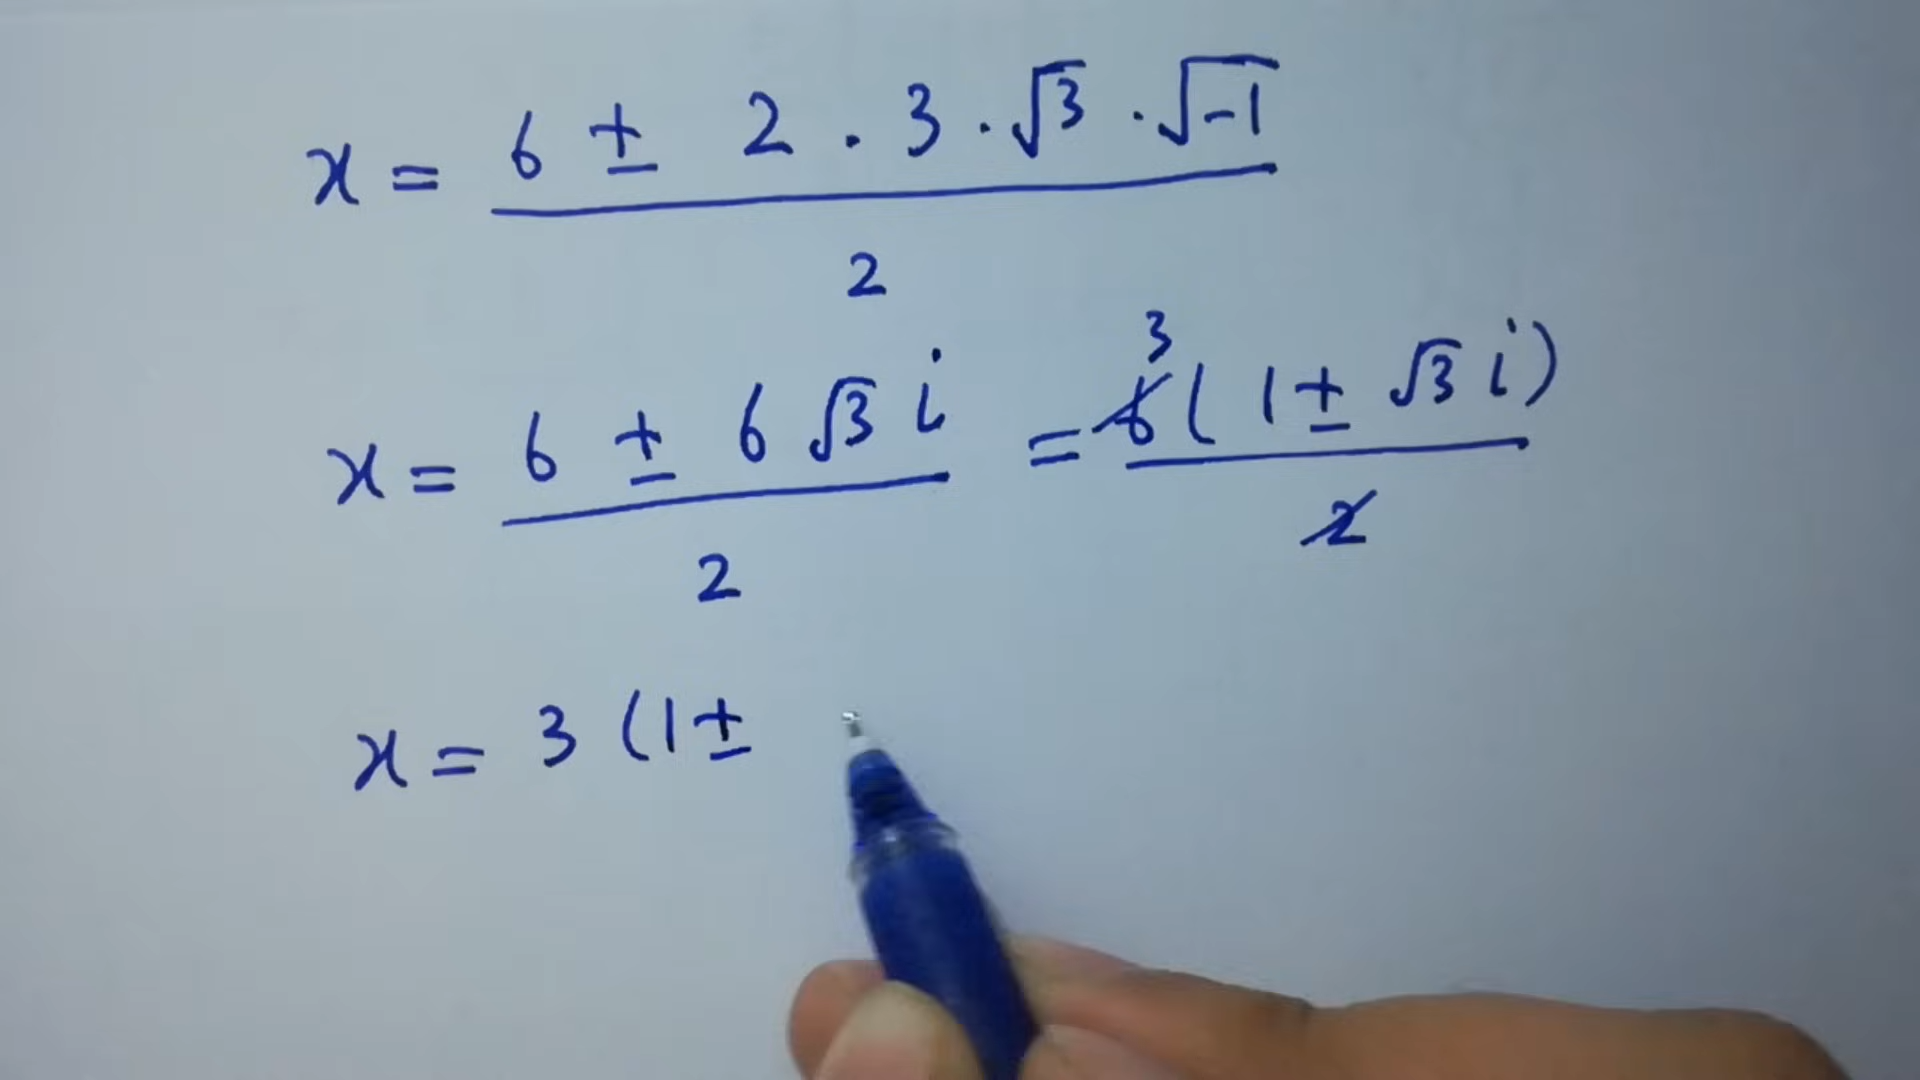 x = (6 ± 2 · 3 · √3 · √-1) / 2
x = (6 ± 6√3 i) / 2 = 6 3 (1 ± √3 i) / 2
x = 3 (1 ±